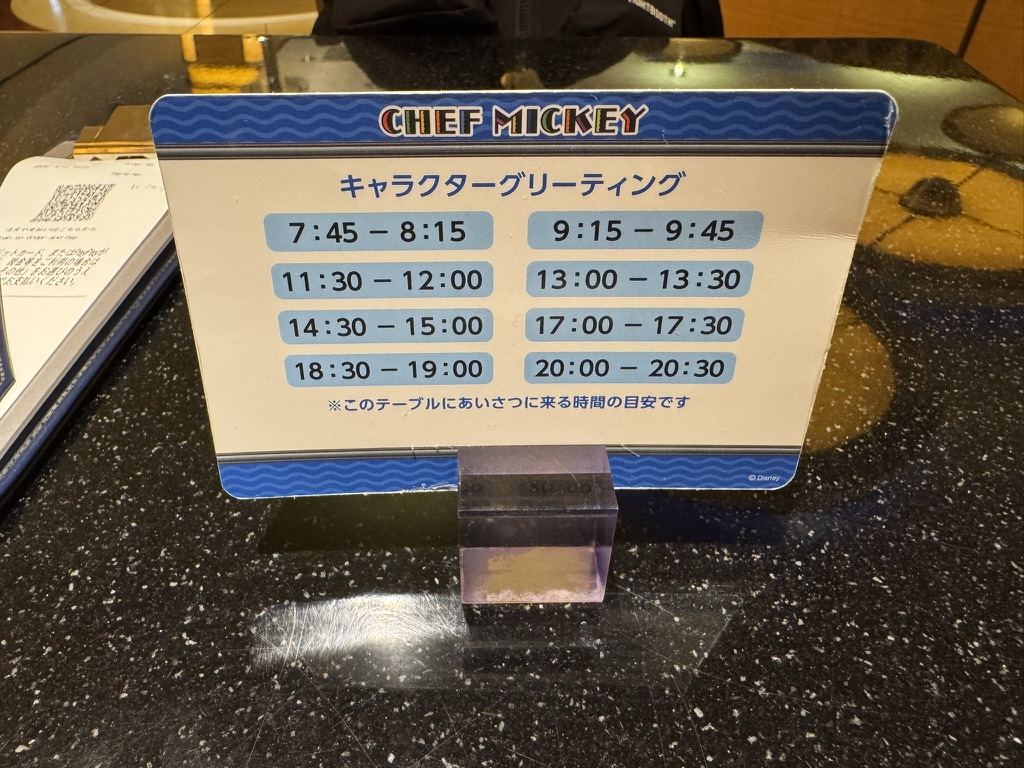 CHEF MICKEY
キャラクターグリーティング
7:45 － 8:15 9:15 － 9:45
11:30 － 12:00 13:00 － 13:30
14:30 － 15:00 17:00 － 17:30
18:30 － 19:00 20:00 － 20:30
※このテーブルにあいさつに来る時間の目安です
© Disney